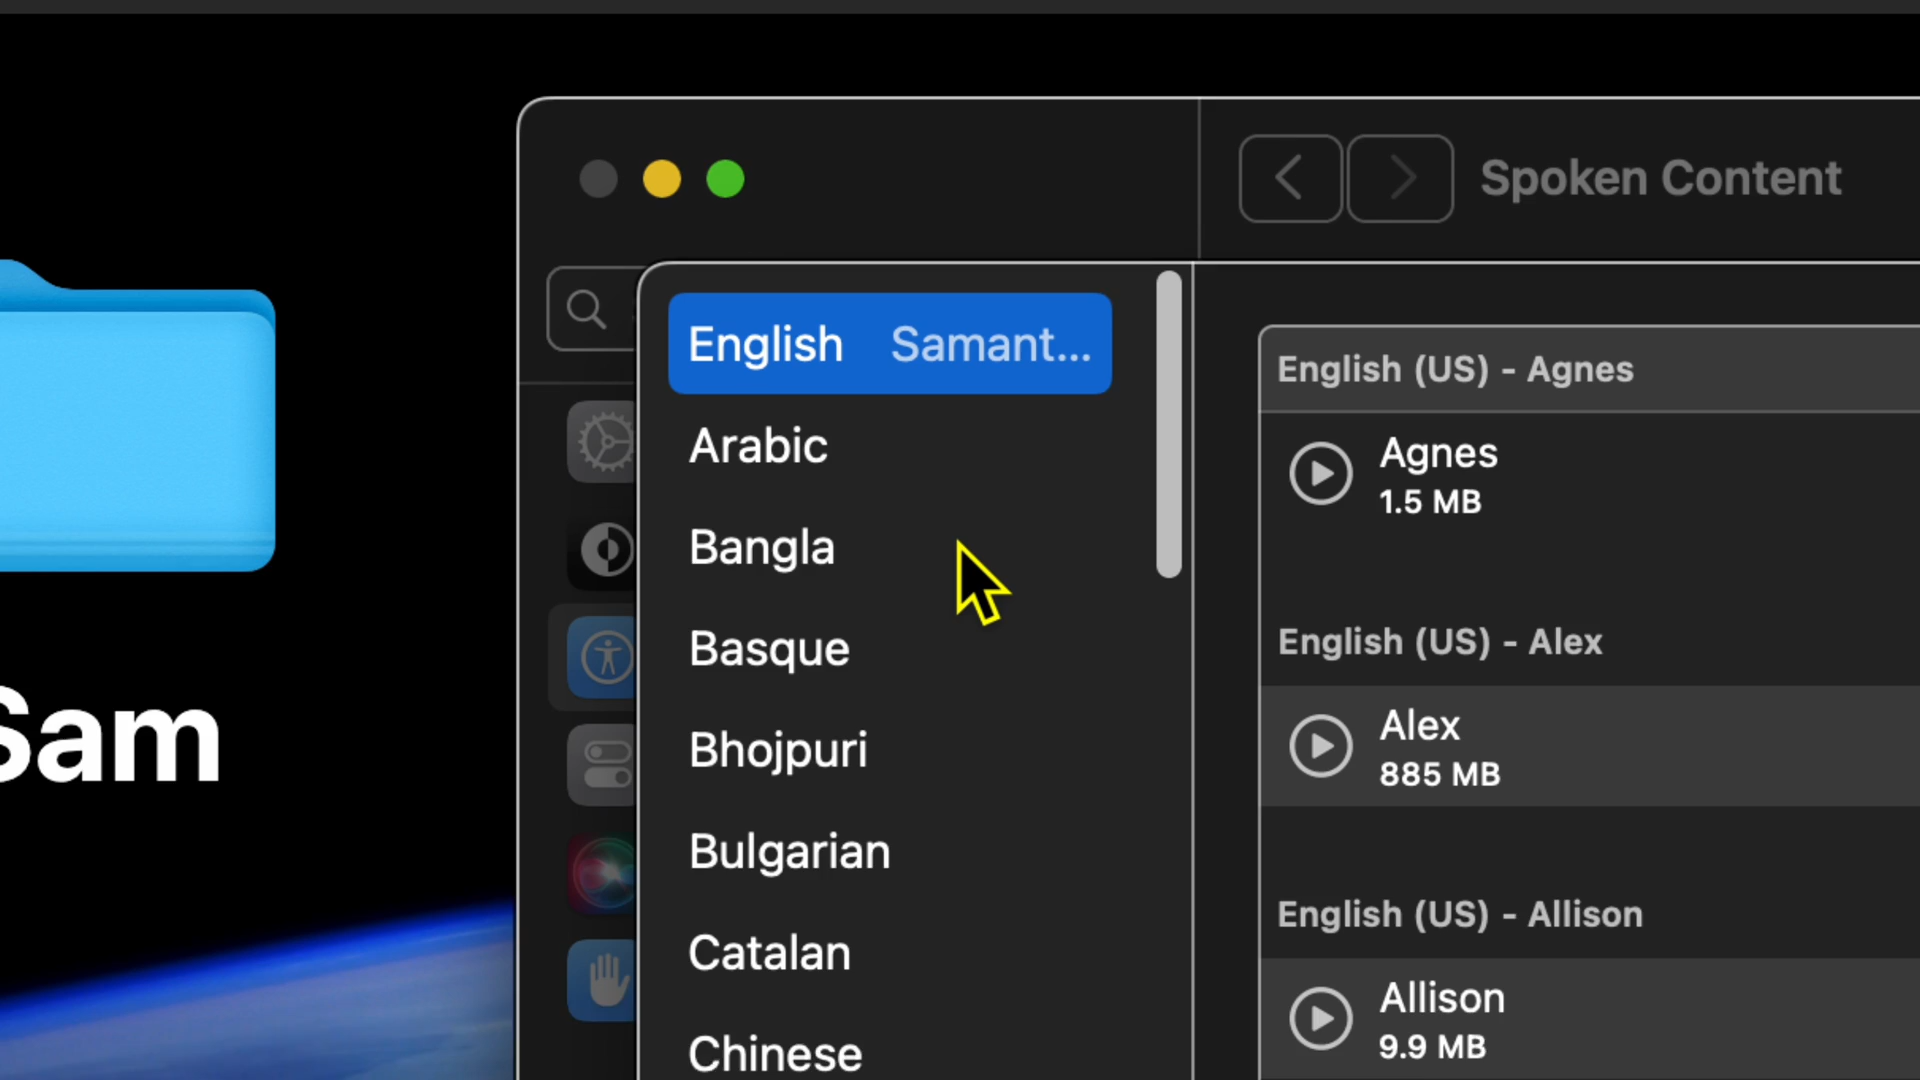 Spoken Content
English Samant...
Arabic
Bangla
Basque
Bhojpuri
Bulgarian
Catalan
Chinese
English (US) - Agnes
Agnes
1.5 MB
English (US) - Alex
Alex
885 MB
English (US) - Allison
Allison
9.9 MB
Sam